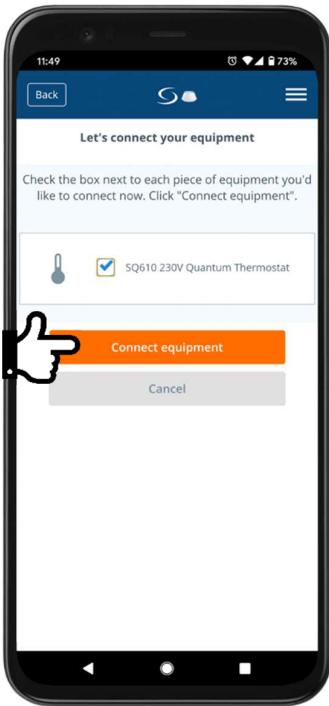 11:49
73%
Back
Let's connect your equipment
Check the box next to each piece of equipment you'd
like to connect now. Click "Connect equipment".
SQ610 230V Quantum Thermostat
Connect equipment
Cancel